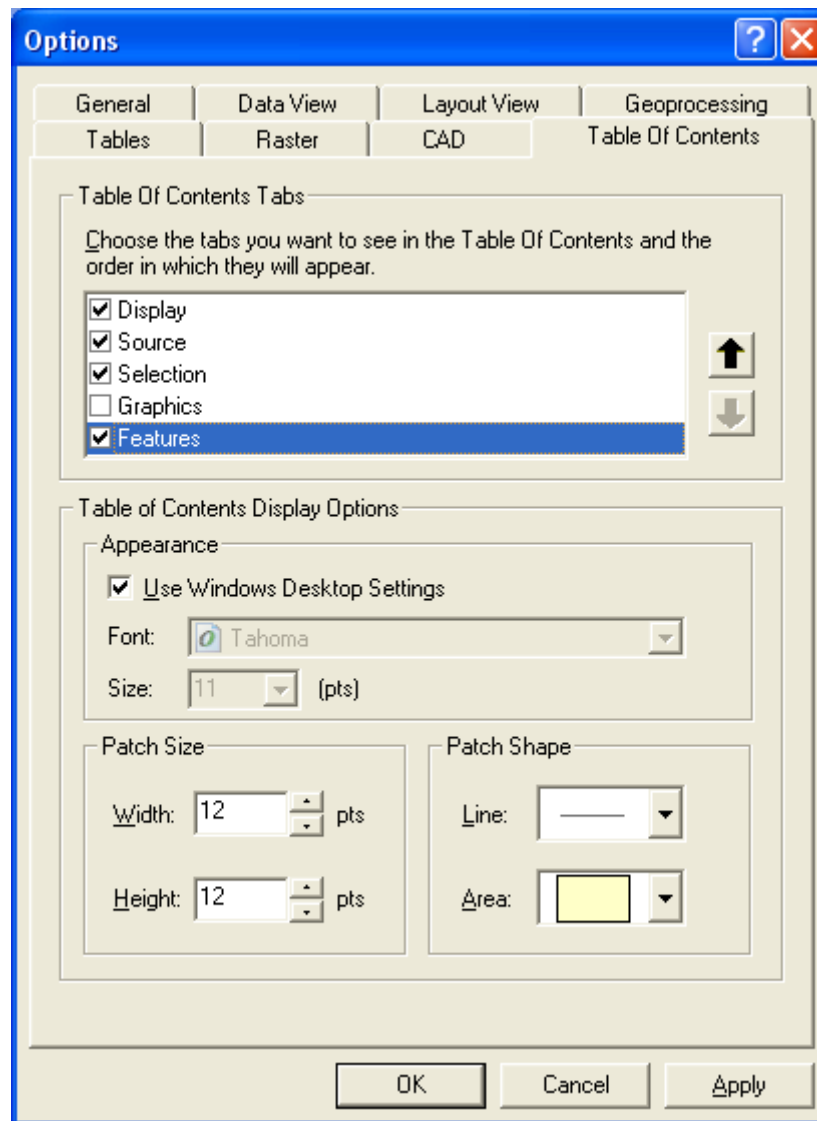 Options
General Data View Layout View Geoprocessing
Tables Raster CAD Table Of Contents
Table Of Contents Tabs
Choose the tabs you want to see in the Table Of Contents and the
order in which they will appear.
Display
Source
Selection
Graphics
Features
Table of Contents Display Options
Appearance
Use Windows Desktop Settings
Font: Tahoma
Size: 11 (pts)
Patch Size
Width: 12 pts
Height: 12 pts
Patch Shape
Line:
Area:
OK Cancel Apply